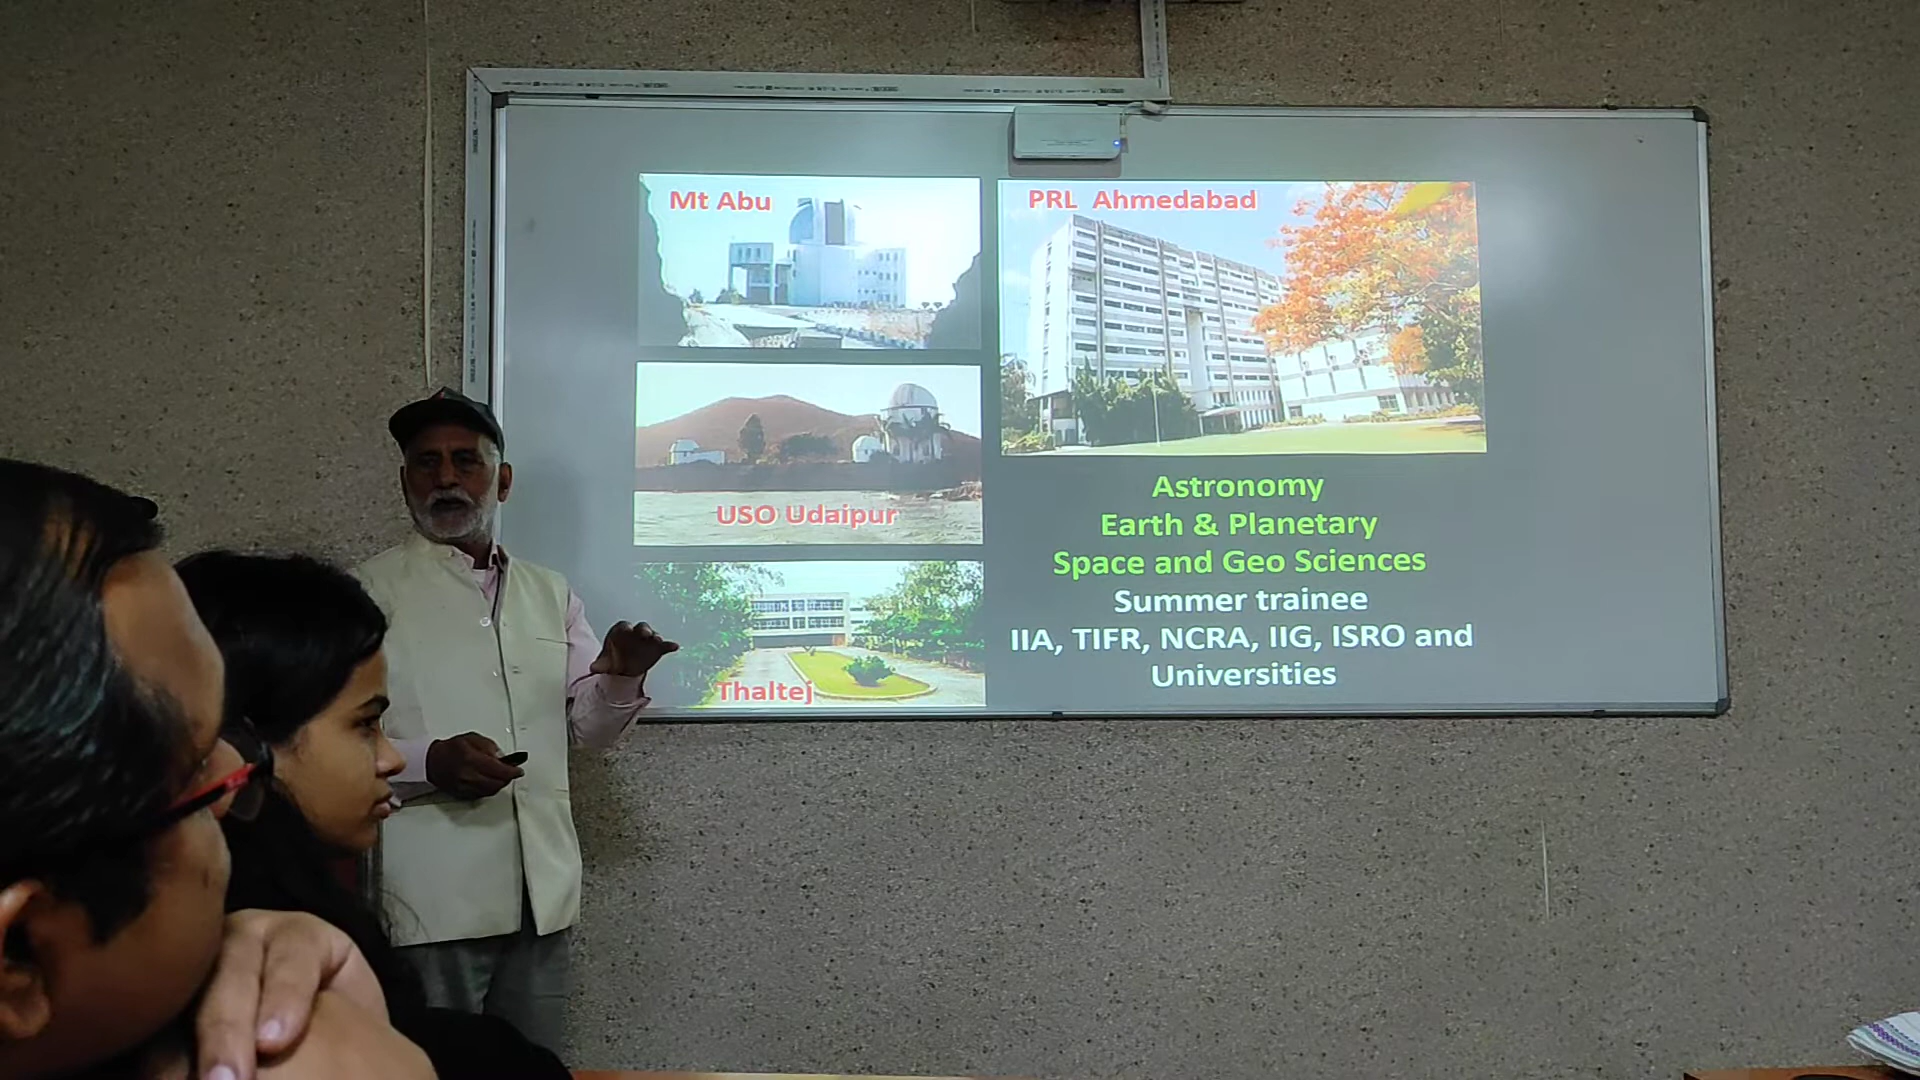 Mt Abu
PRL Ahmedabad
USO Udaipur
Thaltej
Astronomy
Earth & Planetary
Space and Geo Sciences
Summer trainee
IIA, TIFR, NCRA, IIG, ISRO and
Universities